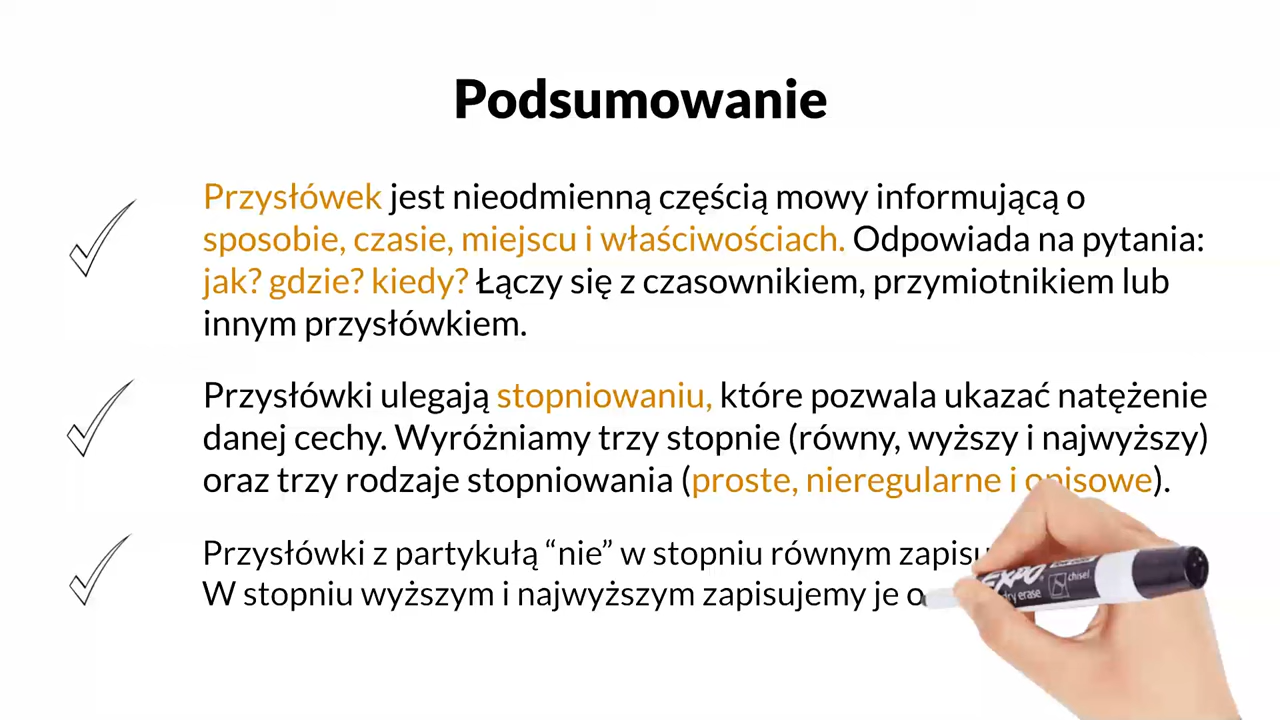 Podsumowanie
Przysłówek jest nieodmienną częścią mowy informującą o
sposobie, czasie, miejscu i właściwościach. Odpowiada na pytania:
jak? gdzie? kiedy? Łączy się z czasownikiem, przymiotnikiem lub
innym przysłówkiem.
Przysłówki ulegają stopniowaniu, które pozwala ukazać natężenie
danej cechy. Wyróżniamy trzy stopnie (równy, wyższy i najwyższy)
oraz trzy rodzaje stopniowania (proste, nieregularne i opisowe).
Przysłówki z partykułą “nie” w stopniu równym
W stopniu wyższym i najwyższym zapisujemy je
EXPO
chisel
dry erase